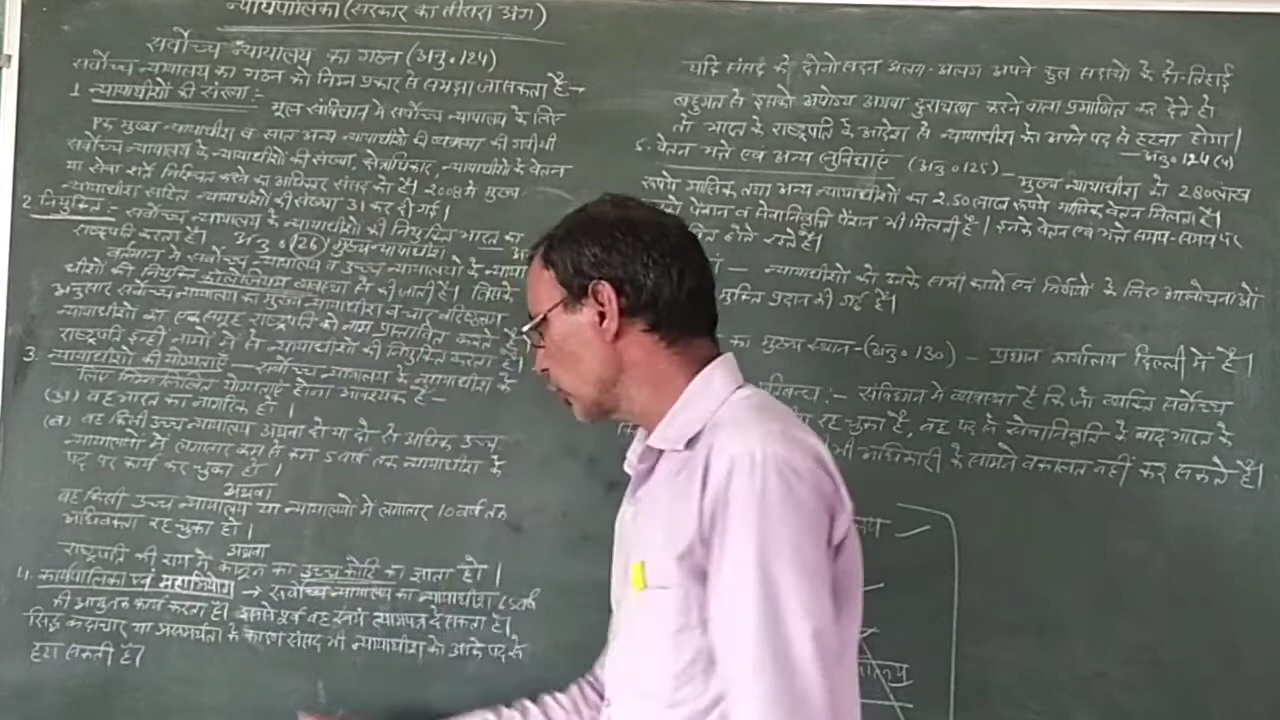 न्यायपालिका (सरकार का तीसरा अंग)
सर्वोच्च न्यायालय का गठन (अनु० 124)
सर्वोच्च न्यायालय का गठन को निम्न प्रकार से समझा जा सकता है:→
1 न्यायाधीशों की संख्या:- मूल संविधान में सर्वोच्च न्यायालय के लिए
एक मुख्य न्यायाधीश व सात अन्य न्यायाधीशों की व्यवस्था की गयी थी
सर्वोच्च न्यायालय के न्यायाधीशों की संख्या, क्षेत्राधिकार, न्यायाधीशों के वेतन
या सेवा शर्तें निश्चित करने का अधिकार संसद को है। 2008 में मुख्य
न्यायाधीश सहित न्यायाधीशों की संख्या 31 कर दी गई।
2 नियुक्ति:- सर्वोच्च न्यायालय के न्यायाधीशों की नियुक्ति भारत का
राष्ट्रपति करता है। अनु० (126) मुख्य न्यायाधीश
वर्तमान में सर्वोच्च न्यायालय व उच्च न्यायालयों के न्याया
धीशों की नियुक्ति कॉलेजियम व्यवस्था से की जाती है। जिसके
अनुसार सर्वोच्च न्यायालय का मुख्य न्यायाधीश व चार वरिष्ठतम
न्यायाधीशों का एक समूह राष्ट्रपति को नाम प्रस्तावित करते है
राष्ट्रपति इन्हीं नामों में से न्यायाधीशों की नियुक्ति करता है।
3. न्यायाधीशों की योग्यताएँ — सर्वोच्च न्यायालय के न्यायाधीश के
लिए निम्नलिखित योग्यताएं होना आवश्यक है —
(अ) वह भारत का नागरिक हो।
(ब) वह किसी उच्च न्यायालय अथवा दो या दो से अधिक उच्च
न्यायालयों में लगातार कम से कम 5 वर्ष तक न्यायाधीश के
पद पर कार्य कर चुका हो।
अथवा
वह किसी उच्च न्यायालय या न्यायालयों में लगातार 10 वर्ष तक
अधिवक्ता रह चुका हो।
अथवा
राष्ट्रपति की राय में कानून का उच्च कोटि का ज्ञाता हो।
4. कार्यपालिका एवं महाभियोग → सर्वोच्च न्यायालय का न्यायाधीश 65 वर्ष
की आयु तक कार्य करता है। इससे पूर्व वह स्वयं त्यागपत्र दे सकता है।
सिद्ध कदाचार या असमर्थता के कारण संसद भी न्यायाधीश को उसके पद से
हटा सकती है।
यदि संसद के दोनो सदन अलग-अलग अपने कुल सदस्यों के दो-तिहाई
बहुमत से इसको अयोग्य अथवा दुराचरण करने वाला प्रमाणित कर देते है।
तो भारत के राष्ट्रपति के आदेश से न्यायाधीश को अपने पद से हटना होगा।
— अनु० 124(4)
5. वेतन भत्ते एवं अन्य सुविधाएं (अनु० 125) — मुख्य न्यायाधीश को 2.80 लाख
रूपये मासिक तथा अन्य न्यायाधीशों का 2.50 लाख रूपये मासिक वेतन मिलता है।
पेंशन व सेवानिवृत्ति पेंशन भी मिलती है। इनके वेतन एवं भत्ते समय-समय पर
होते रहते है।
— न्यायाधीशों को उनके सभी कार्यों एवं निर्णयों के लिए आलोचनाओं
मुक्ति प्रदान की गई है।
का मुख्य स्थान-(अनु० 130) — प्रधान कार्यालय दिल्ली में है।
:- संविधान में व्यवस्था है कि जो व्यक्ति सर्वोच्च
रह चुका है, वह पद से सेवानिवृत्ति के बाद भारत के
भी अधिकारी के सामने वकालत नहीं कर सकते है।